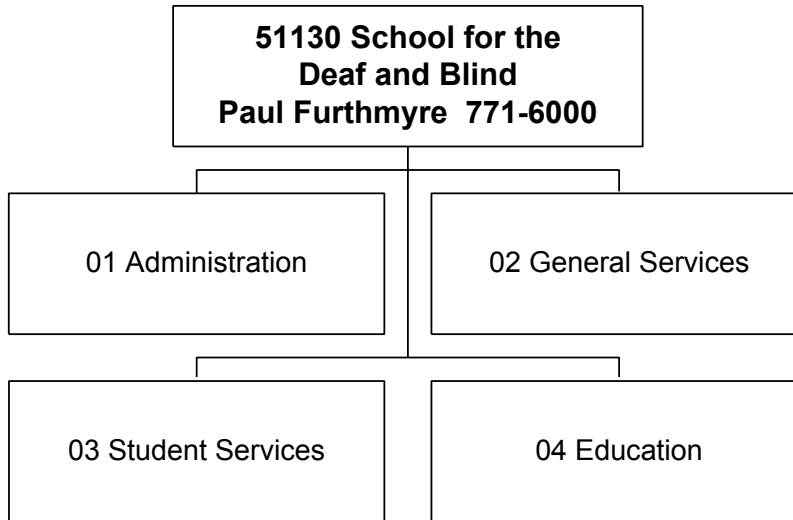 51130 School for the
Deaf and Blind
Paul Furthmyre 771-6000
01 Administration
02 General Services
03 Student Services
04 Education